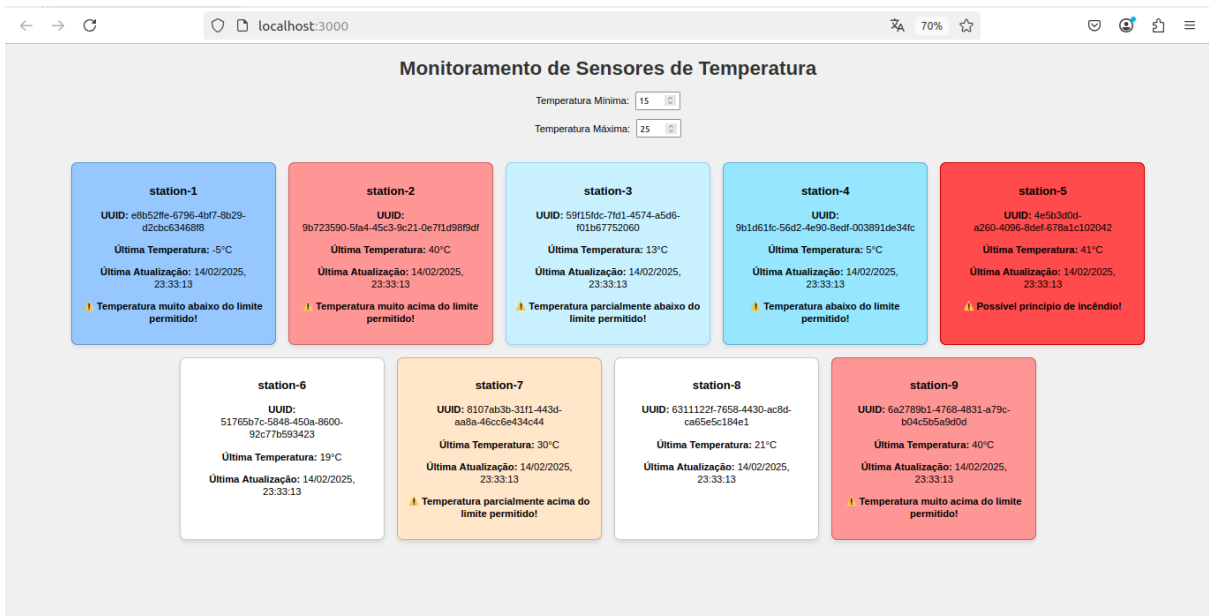 localhost:3000
70%
Monitoramento de Sensores de Temperatura
Temperatura Mínima: 15
Temperatura Máxima: 25
station-1
UUID: e8b52ffe-6796-4bf7-8b29-
d2cbc63468f8
Última Temperatura: -5°C
Última Atualização: 14/02/2025,
23:33:13
⚠️ Temperatura muito abaixo do limite
permitido!
station-2
UUID:
9b723590-5fa4-45c3-9c21-0e7f1d98f9df
Última Temperatura: 40°C
Última Atualização: 14/02/2025,
23:33:13
⚠️ Temperatura muito acima do limite
permitido!
station-3
UUID: 59f15fdc-7fd1-4574-a5d6-
f01b67752060
Última Temperatura: 13°C
Última Atualização: 14/02/2025,
23:33:13
⚠️ Temperatura parcialmente abaixo do
limite permitido!
station-4
UUID:
9b1d61fc-56d2-4e90-8edf-003891de34fc
Última Temperatura: 5°C
Última Atualização: 14/02/2025,
23:33:13
⚠️ Temperatura abaixo do limite
permitido!
station-5
UUID: 4e5b3d0d-
a260-4096-8def-678a1c102042
Última Temperatura: 41°C
Última Atualização: 14/02/2025,
23:33:13
⚠️ Possível principio de incêndio!
station-6
UUID:
51765b7c-5848-450a-8600-
92c77b593423
Última Temperatura: 19°C
Última Atualização: 14/02/2025,
23:33:13
station-7
UUID: 8107ab3b-31f1-443d-
aa8a-46cc6e434c44
Última Temperatura: 30°C
Última Atualização: 14/02/2025,
23:33:13
⚠️ Temperatura parcialmente acima do
limite permitido!
station-8
UUID: 6311122f-7658-4430-ac8d-
ca65e5c184e1
Última Temperatura: 21°C
Última Atualização: 14/02/2025,
23:33:13
station-9
UUID: 6a2789b1-4768-4831-a79c-
b04c5b5a9d0d
Última Temperatura: 40°C
Última Atualização: 14/02/2025,
23:33:13
⚠️ Temperatura muito acima do limite
permitido!